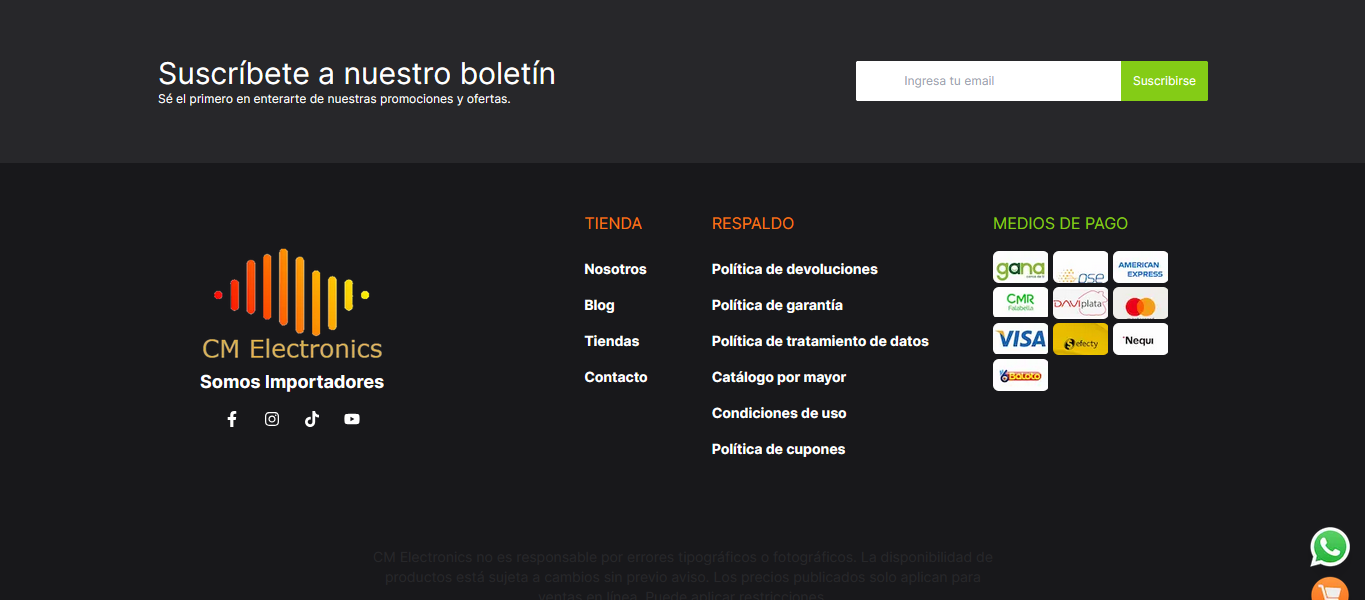 Suscríbete a nuestro boletín
Sé el primero en enterarte de nuestras promociones y ofertas.
Ingresa tu email
Suscribirse
CM Electronics
Somos Importadores
TIENDA
Nosotros
Blog
Tiendas
Contacto
RESPALDO
Política de devoluciones
Política de garantía
Política de tratamiento de datos
Catálogo por mayor
Condiciones de uso
Política de cupones
MEDIOS DE PAGO
gana
pse
AMERICAN
EXPRESS
CMR
Falabella
DAVIplata
VISA
efecty
Nequi
Baloto
CM Electronics no es responsable por errores tipográficos o fotográficos. La disponibilidad de
productos está sujeta a cambios sin previo aviso. Los precios publicados solo aplican para
ventas en línea. Puede aplicar restricciones.